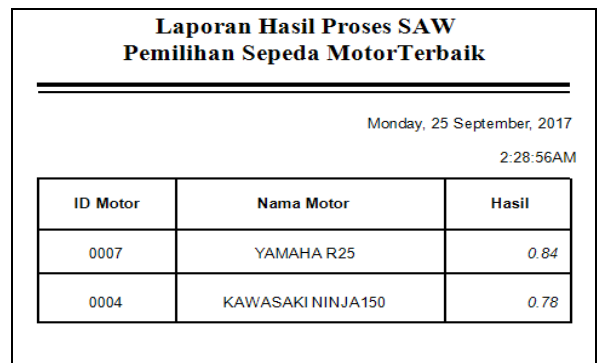 Laporan Hasil Proses SAW
Pemilihan Sepeda MotorTerbaik
Monday, 25 September, 2017
2:28:56AM
ID Motor Nama Motor Hasil
0007 YAMAHA R25 0.84
0004 KAWASAKI NINJA150 0.78